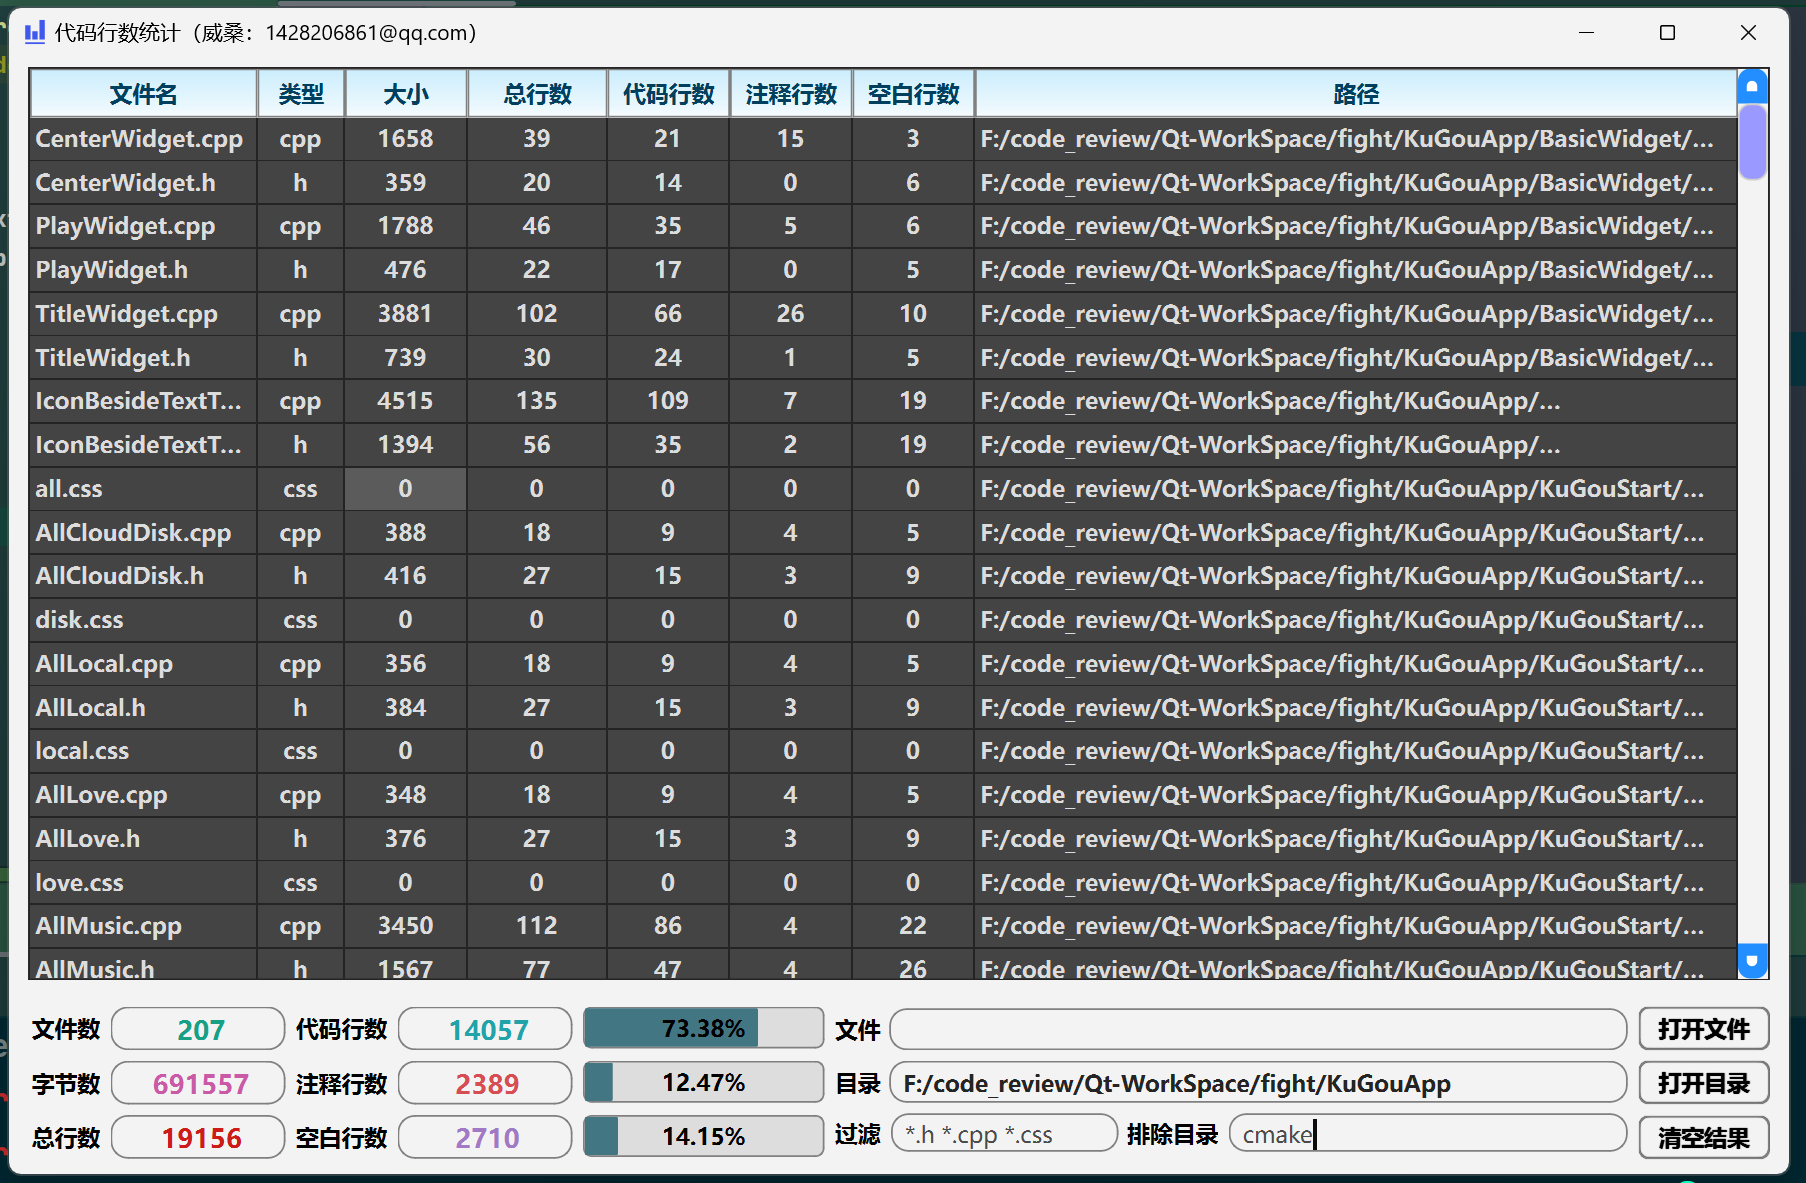 代码行数统计（威桑：1428206861@qq.com）
文件名 类型 大小 总行数 代码行数 注释行数 空白行数 路径
CenterWidget.cpp cpp 1658 39 21 15 3 F:/code_review/Qt-WorkSpace/fight/KuGouApp/BasicWidget/...
CenterWidget.h h 359 20 14 0 6 F:/code_review/Qt-WorkSpace/fight/KuGouApp/BasicWidget/...
PlayWidget.cpp cpp 1788 46 35 5 6 F:/code_review/Qt-WorkSpace/fight/KuGouApp/BasicWidget/...
PlayWidget.h h 476 22 17 0 5 F:/code_review/Qt-WorkSpace/fight/KuGouApp/BasicWidget/...
TitleWidget.cpp cpp 3881 102 66 26 10 F:/code_review/Qt-WorkSpace/fight/KuGouApp/BasicWidget/...
TitleWidget.h h 739 30 24 1 5 F:/code_review/Qt-WorkSpace/fight/KuGouApp/BasicWidget/...
IconBesideTextT... cpp 4515 135 109 7 19 F:/code_review/Qt-WorkSpace/fight/KuGouApp/...
IconBesideTextT... h 1394 56 35 2 19 F:/code_review/Qt-WorkSpace/fight/KuGouApp/...
all.css css 0 0 0 0 0 F:/code_review/Qt-WorkSpace/fight/KuGouApp/KuGouStart/...
AllCloudDisk.cpp cpp 388 18 9 4 5 F:/code_review/Qt-WorkSpace/fight/KuGouApp/KuGouStart/...
AllCloudDisk.h h 416 27 15 3 9 F:/code_review/Qt-WorkSpace/fight/KuGouApp/KuGouStart/...
disk.css css 0 0 0 0 0 F:/code_review/Qt-WorkSpace/fight/KuGouApp/KuGouStart/...
AllLocal.cpp cpp 356 18 9 4 5 F:/code_review/Qt-WorkSpace/fight/KuGouApp/KuGouStart/...
AllLocal.h h 384 27 15 3 9 F:/code_review/Qt-WorkSpace/fight/KuGouApp/KuGouStart/...
local.css css 0 0 0 0 0 F:/code_review/Qt-WorkSpace/fight/KuGouApp/KuGouStart/...
AllLove.cpp cpp 348 18 9 4 5 F:/code_review/Qt-WorkSpace/fight/KuGouApp/KuGouStart/...
AllLove.h h 376 27 15 3 9 F:/code_review/Qt-WorkSpace/fight/KuGouApp/KuGouStart/...
love.css css 0 0 0 0 0 F:/code_review/Qt-WorkSpace/fight/KuGouApp/KuGouStart/...
AllMusic.cpp cpp 3450 112 86 4 22 F:/code_review/Qt-WorkSpace/fight/KuGouApp/KuGouStart/...
AllMusic.h h 1567 77 47 4 26 F:/code_review/Qt-WorkSpace/fight/KuGouApp/KuGouStart/...
文件数 207 代码行数 14057 73.38% 文件 打开文件
字节数 691557 注释行数 2389 12.47% 目录 F:/code_review/Qt-WorkSpace/fight/KuGouApp 打开目录
总行数 19156 空白行数 2710 14.15% 过滤 *.h *.cpp *.css 排除目录 cmake 清空结果